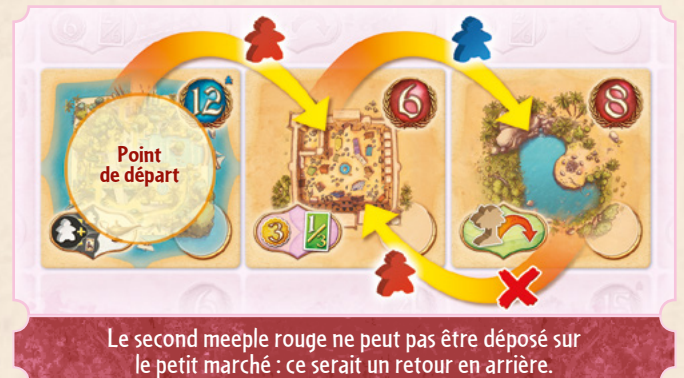 12
6
8
Point
de départ
3
1/3
Le second meeple rouge ne peut pas être déposé sur
le petit marché : ce serait un retour en arrière.